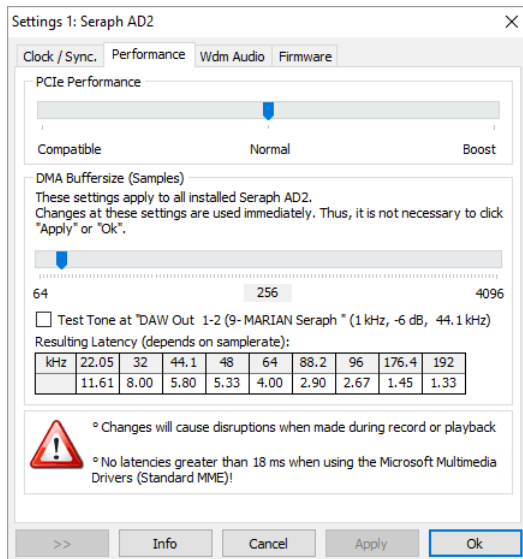 Settings 1: Seraph AD2
Clock / Sync. Performance Wdm Audio Firmware
PCIe Performance
Compatible Normal Boost
DMA Buffersize (Samples)
These settings apply to all installed Seraph AD2.
Changes at these settings are used immediately. Thus, it is not necessary to click
"Apply" or "Ok".
64 256 4096
Test Tone at "DAW Out 1-2 (9- MARIAN Seraph " (1 kHz, -6 dB, 44.1 kHz)
Resulting Latency (depends on samplerate):
kHz 22.05 32 44.1 48 64 88.2 96 176.4 192
11.61 8.00 5.80 5.33 4.00 2.90 2.67 1.45 1.33
° Changes will cause disruptions when made during record or playback
° No latencies greater than 18 ms when using the Microsoft Multimedia
Drivers (Standard MME)!
>> Info Cancel Apply Ok